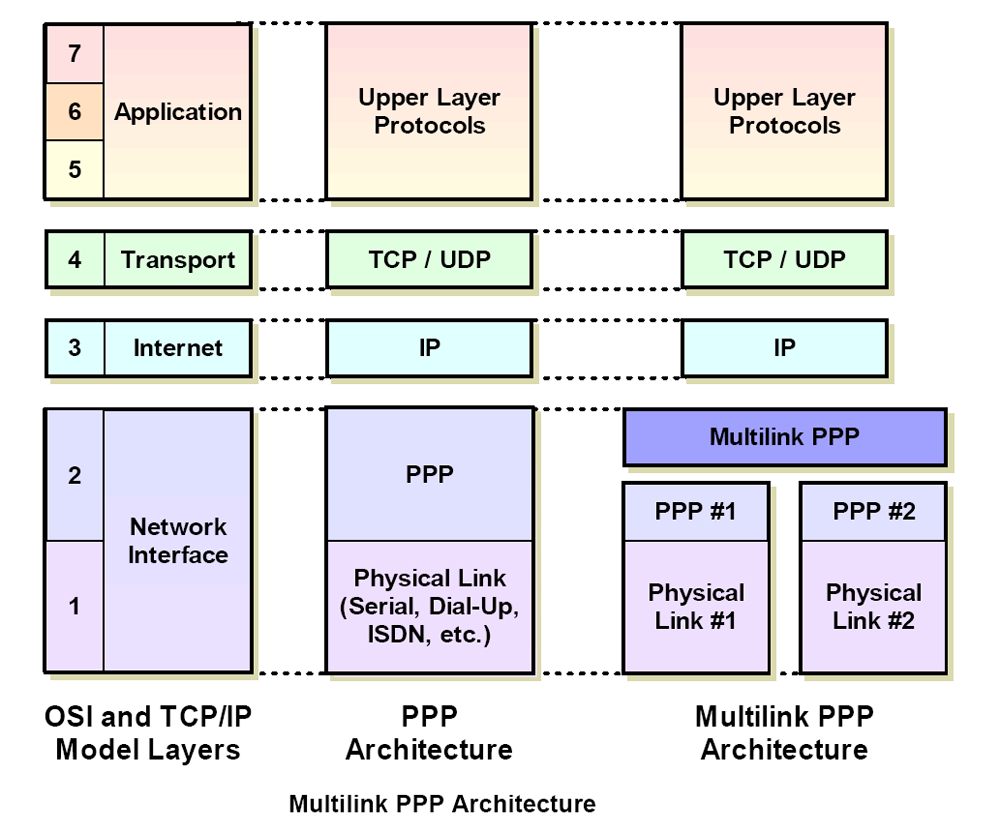 7
6
5
Application
Upper Layer
Protocols
Upper Layer
Protocols
4
Transport
TCP / UDP
TCP / UDP
3
Internet
IP
IP
2
1
Network
Interface
PPP
Physical Link
(Serial, Dial-Up,
ISDN, etc.)
Multilink PPP
PPP #1
PPP #2
Physical
Link #1
Physical
Link #2
OSI and TCP/IP
Model Layers
PPP
Architecture
Multilink PPP
Architecture
Multilink PPP Architecture